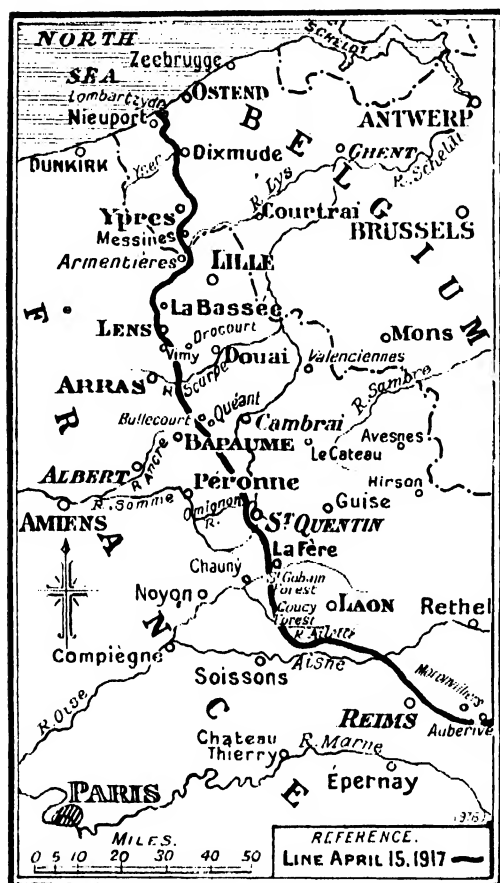 NORTH
SEA
Zeebrugge
SCHELDT
Lombartzyde
OSTEND
Nieuport
ANTWERP
DUNKIRK
Yser
Dixmude
GHENT
R. Scheldt
R. Lys
Ypres
Courtrai
BRUSSELS
Messines
Armentières
LILLE
BELGIUM
La Bassée
LENS
Drocourt
Mons
Vimy
Douai
Valenciennes
R. Scarpe
ARRAS
R. Sambre
Bullecourt
Quéant
Cambrai
BAPAUME
Le Cateau
Avesnes
ALBERT
R. ANCRE
Péronne
Hirson
R. Somme
Omignon
R.
Guise
AMIENS
ST QUENTIN
La Fère
Chauny
St Gobain
Forest
Noyon
Coucy
Forest
LAON
Rethel
R. Ailette
Compiègne
Soissons
Aisne
Moronvilliers
R. Oise
REIMS
Auberive
FRANCE
Chateau
Thierry
R. Marne
Épernay
PARIS
MILES.
0 5 10 20 30 40 50
REFERENCE.
LINE APRIL 15, 1917